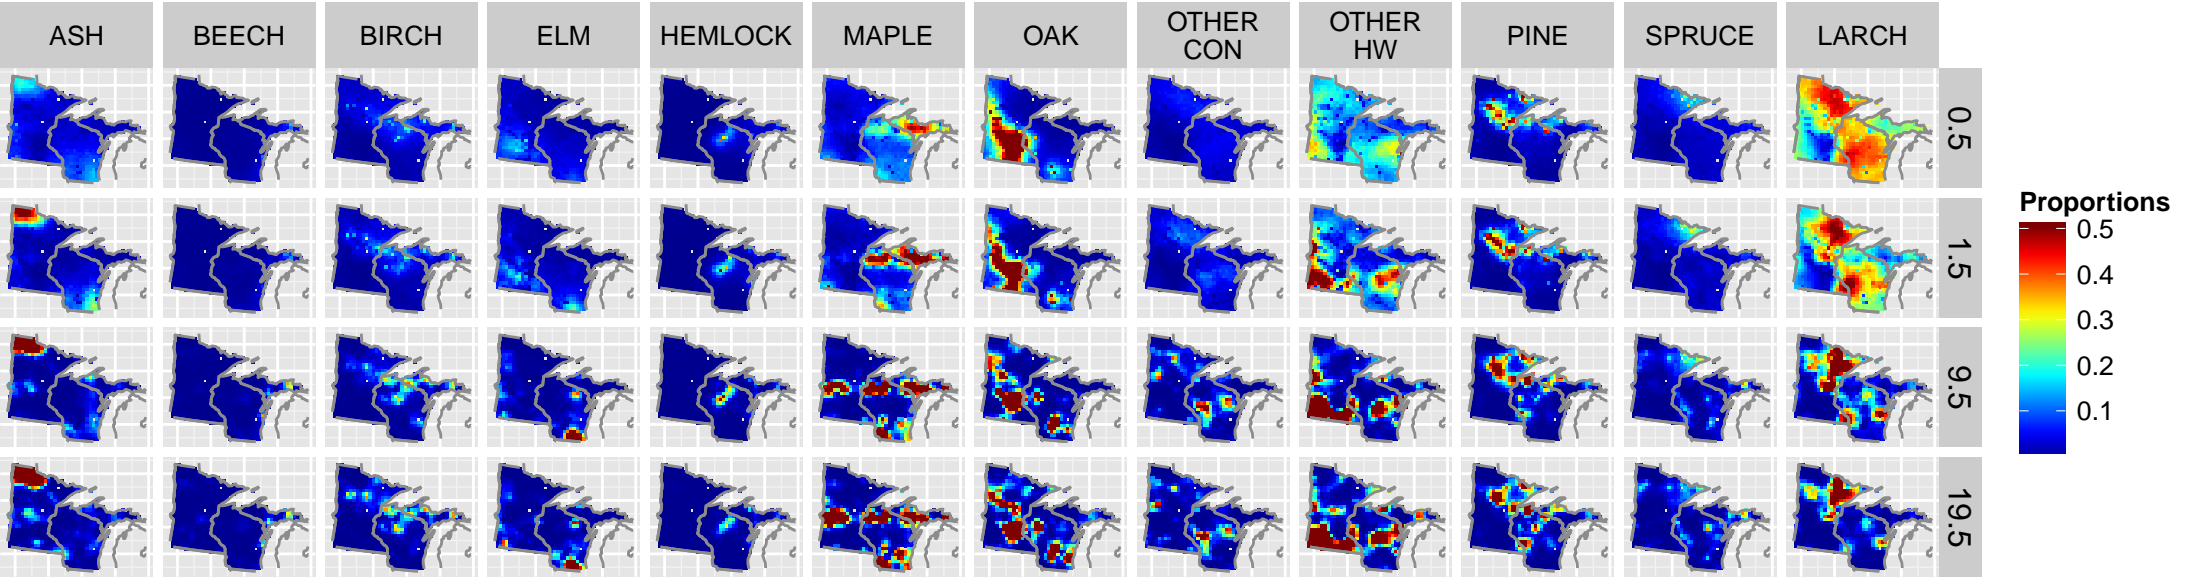 ASH
BEECH
BIRCH
ELM
HEMLOCK
MAPLE
OAK
OTHER
CON
OTHER
HW
PINE
SPRUCE
LARCH
0.5
1.5
9.5
19.5
Proportions
0.5
0.4
0.3
0.2
0.1